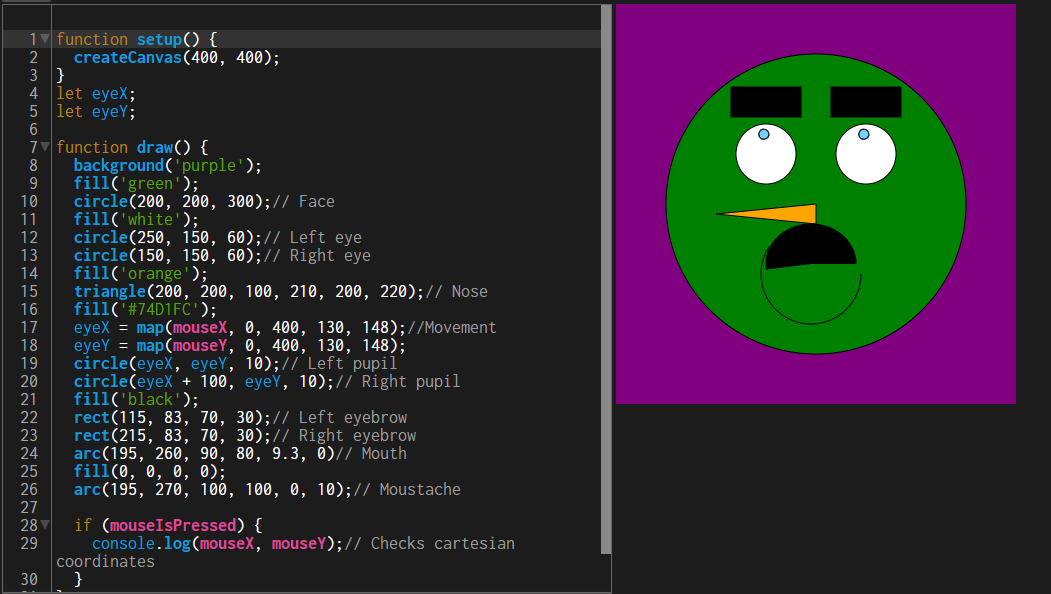 1 function setup() {
2 createCanvas(400, 400);
3 }
4 let eyeX;
5 let eyeY;
6
7 function draw() {
8 background('purple');
9 fill('green');
10 circle(200, 200, 300);// Face
11 fill('white');
12 circle(250, 150, 60);// Left eye
13 circle(150, 150, 60);// Right eye
14 fill('orange');
15 triangle(200, 200, 100, 210, 200, 220);// Nose
16 fill('#74D1FC');
17 eyeX = map(mouseX, 0, 400, 130, 148);//Movement
18 eyeY = map(mouseY, 0, 400, 130, 148);
19 circle(eyeX, eyeY, 10);// Left pupil
20 circle(eyeX + 100, eyeY, 10);// Right pupil
21 fill('black');
22 rect(115, 83, 70, 30);// Left eyebrow
23 rect(215, 83, 70, 30);// Right eyebrow
24 arc(195, 260, 90, 80, 9.3, 0)// Mouth
25 fill(0, 0, 0, 0);
26 arc(195, 270, 100, 100, 0, 10);// Moustache
27
28 if (mouseIsPressed) {
29 console.log(mouseX, mouseY);// Checks cartesian
coordinates
30 }